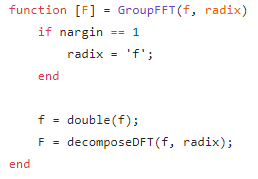 function [F] = GroupFFT(f, radix)
    if nargin == 1
        radix = 'f';
    end

    f = double(f);
    F = decomposeDFT(f, radix);
end